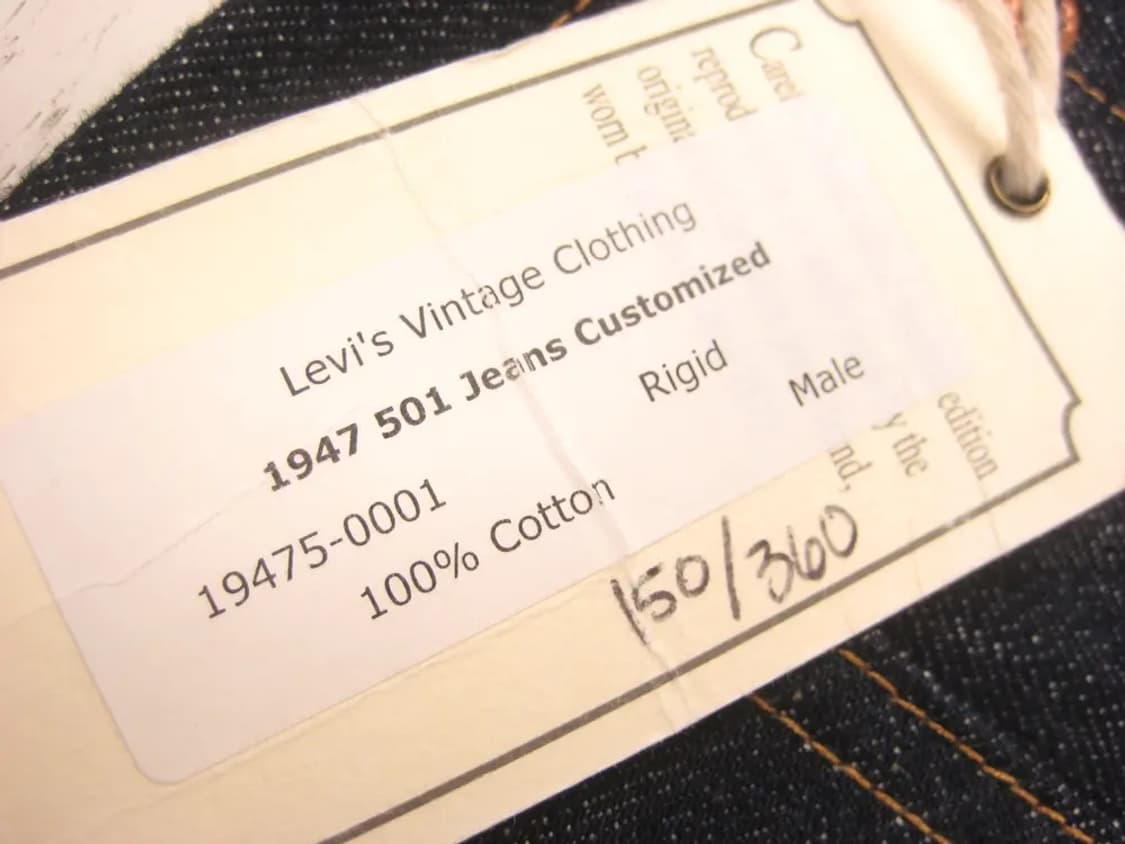 Levi's Vintage Clothing
1947 501 Jeans Customized
19475-0001 Rigid
100% Cotton Male
150/360
reprod
origin
worn
edition
y the
nd,